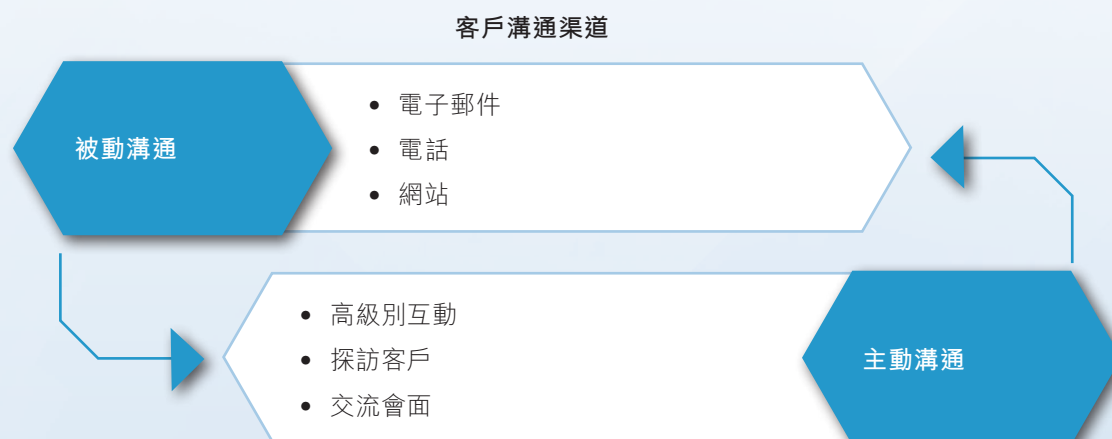 客戶溝通渠道
被動溝通
• 電子郵件
• 電話
• 網站
• 高級別互動
• 探訪客戶
• 交流會面
主動溝通